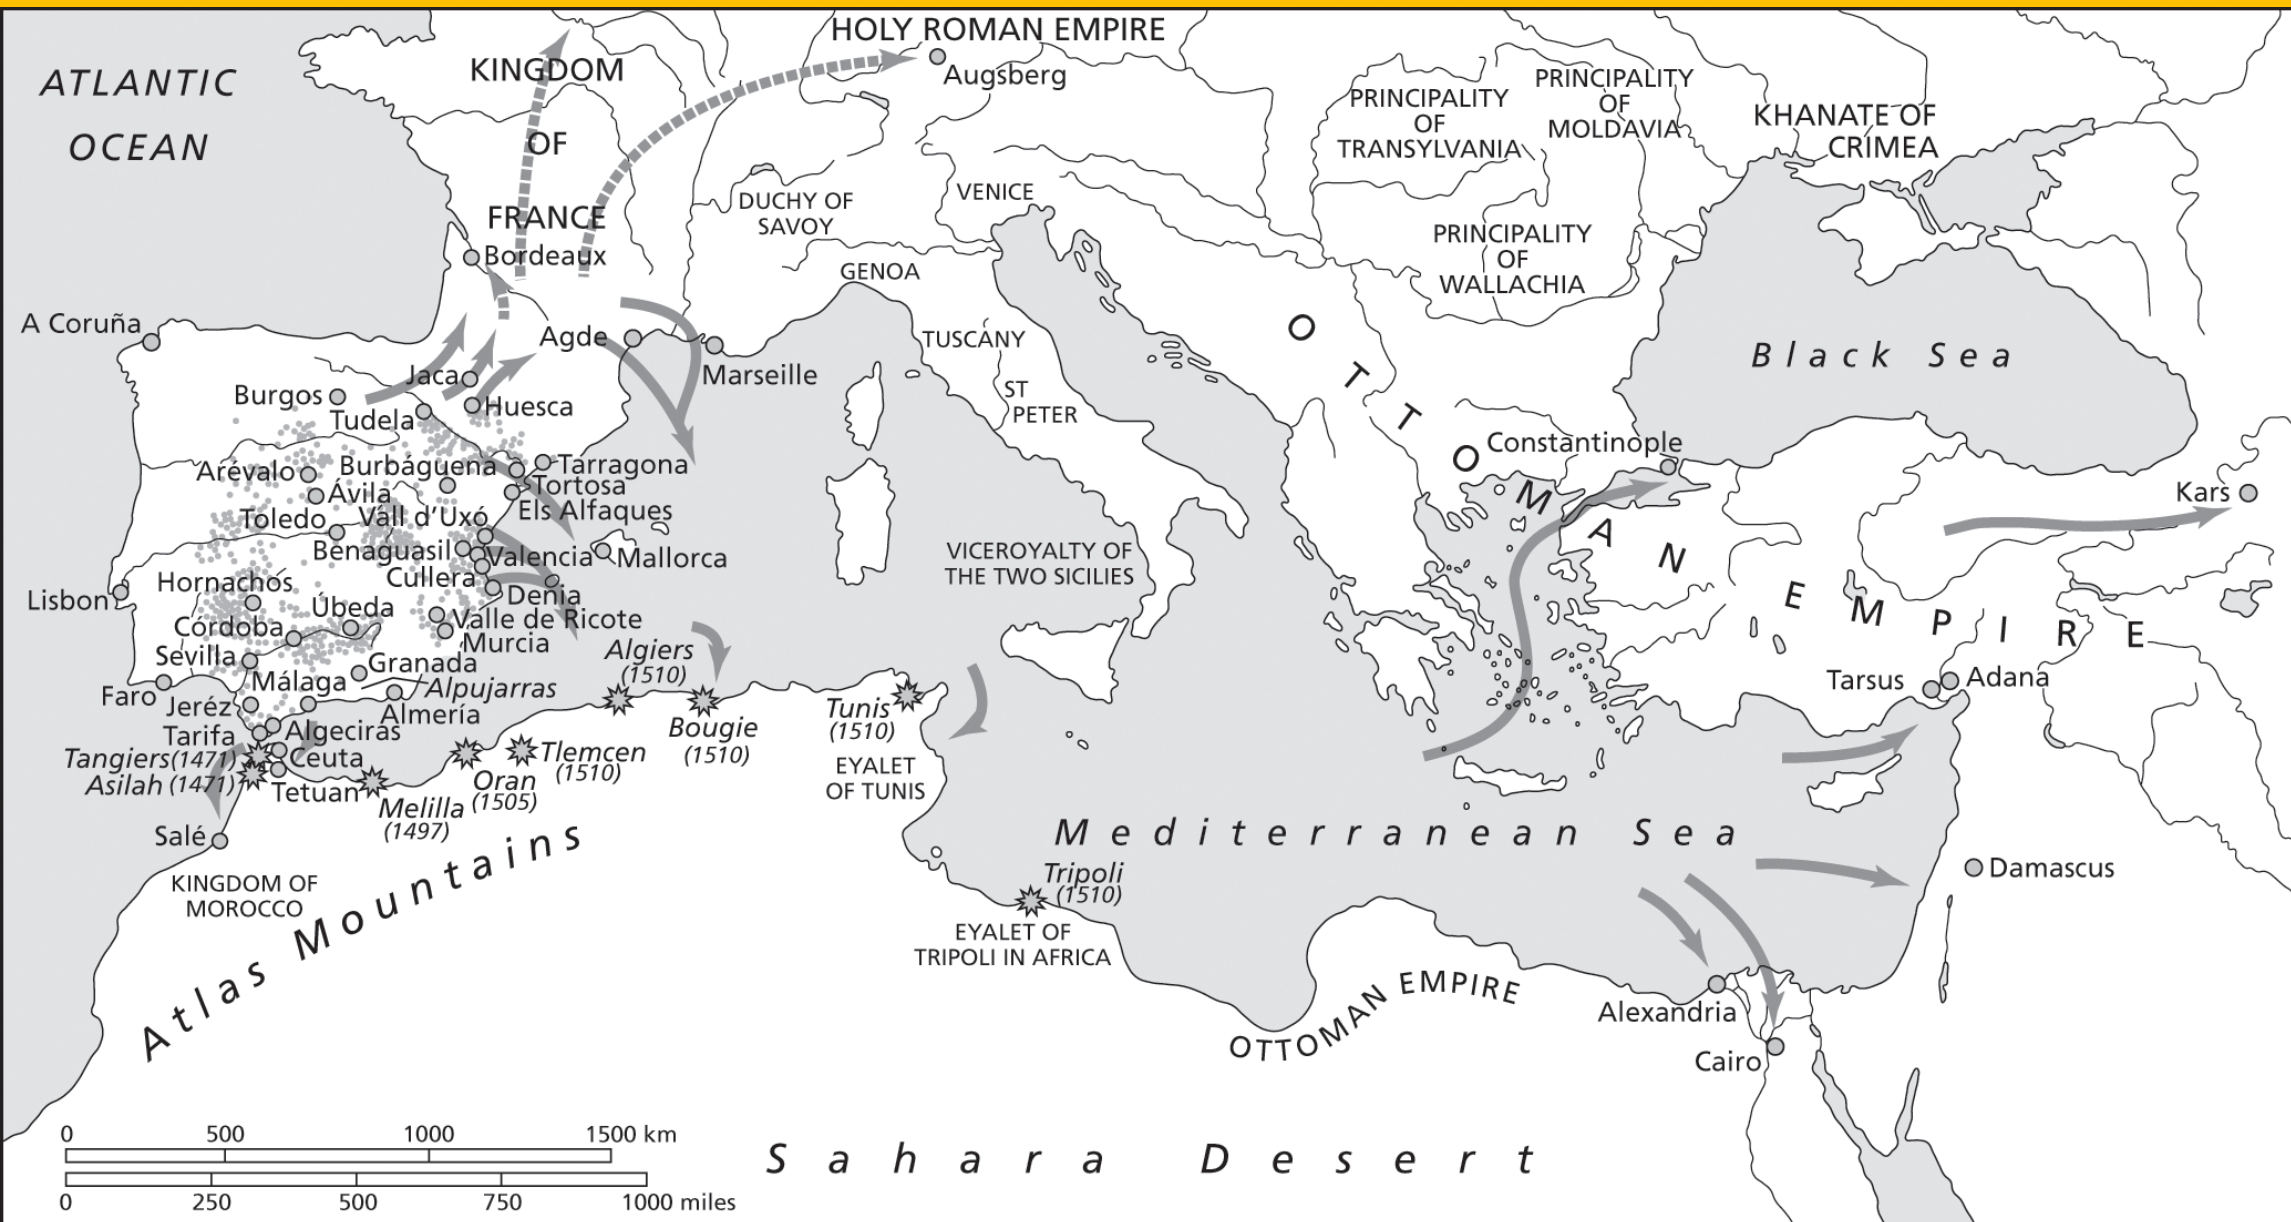 HOLY ROMAN EMPIRE
Augsberg
ATLANTIC
OCEAN
KINGDOM
OF
FRANCE
Bordeaux
PRINCIPALITY
OF
TRANSYLVANIA
PRINCIPALITY
OF
MOLDAVIA
KHANATE OF
CRIMEA
DUCHY OF
SAVOY
VENICE
PRINCIPALITY
OF
WALLACHIA
GENOA
A Coruña
Agde
Marseille
TUSCANY
ST
PETER
OTTOMAN EMPIRE
Black Sea
Constantinople
Kars
Jaca
Burgos
Huesca
Tudela
Arévalo
Burbáguena
Tarragona
Tortosa
Ávila
Els Alfaques
Toledo
Vall d'Uxó
Benaguasil
Valencia
Mallorca
Cullera
Denia
Hornachos
Lisbon
Úbeda
Valle de Ricote
Córdoba
Murcia
Sevilla
Granada
Málaga
Alpujarras
Faro
Jeréz
Almería
Tarifa
Algeciras
Tangiers (1471)
Ceuta
Asilah (1471)
Tetuan
Melilla
(1497)
Oran
(1505)
Tlemcen
(1510)
Algiers
(1510)
Bougie
(1510)
Tunis
(1510)
EYALET
OF TUNIS
VICEROYALTY OF
THE TWO SICILIES
Tarsus
Adana
Salé
KINGDOM OF
MOROCCO
Atlas Mountains
Mediterranean Sea
Damascus
Tripoli
(1510)
EYALET OF
TRIPOLI IN AFRICA
OTTOMAN EMPIRE
Alexandria
Cairo
Sahara Desert
0 500 1000 1500 km
0 250 500 750 1000 miles